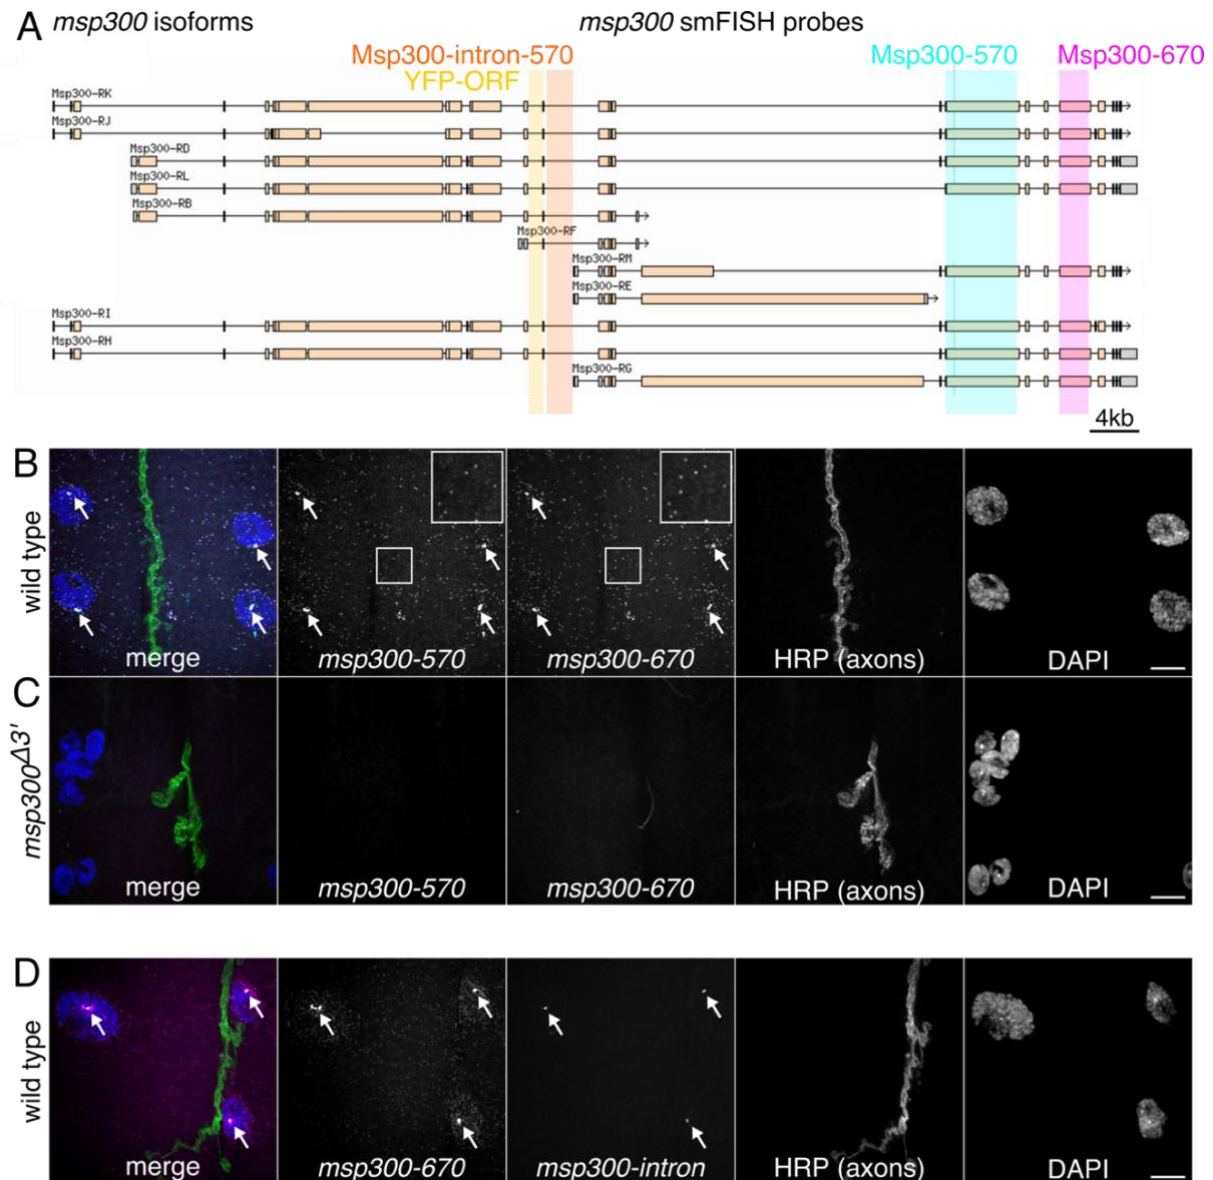 A msp300 isoforms msp300 smFISH probes
Msp300-intron-570 Msp300-570 Msp300-670
YFP-ORF
Msp300-RK
Msp300-RJ
Msp300-RD
Msp300-RL
Msp300-RB
Msp300-RF
Msp300-RM
Msp300-RE
Msp300-RI
Msp300-RH
Msp300-RG
4kb
B wild type
merge msp300-570 msp300-670 HRP (axons) DAPI
C msp300Δ3'
merge msp300-570 msp300-670 HRP (axons) DAPI
D wild type
merge msp300-670 msp300-intron HRP (axons) DAPI